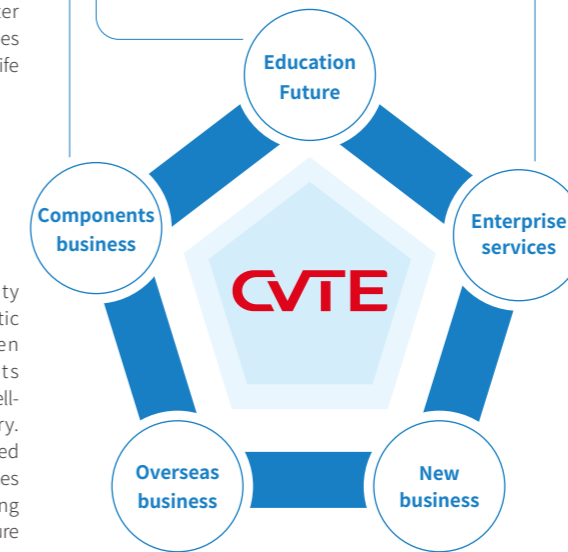 Education
Future
Components
business
Enterprise
services
CVTE
Overseas
business
New
business